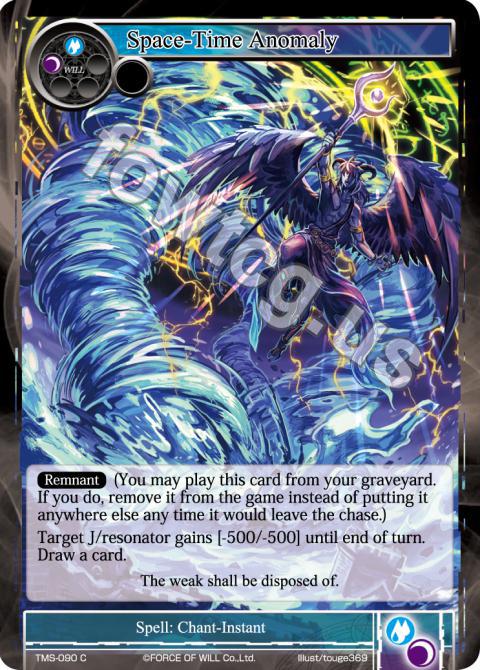 Space-Time Anomaly
WILL
fowtcg.us
Remnant (You may play this card from your graveyard.
If you do, remove it from the game instead of putting it
anywhere else any time it would leave the chase.)
Target J/resonator gains [-500/-500] until end of turn.
Draw a card.
The weak shall be disposed of.
Spell: Chant-Instant
TMS-090 C ©FORCE OF WILL Co.,Ltd. Illust/touge369